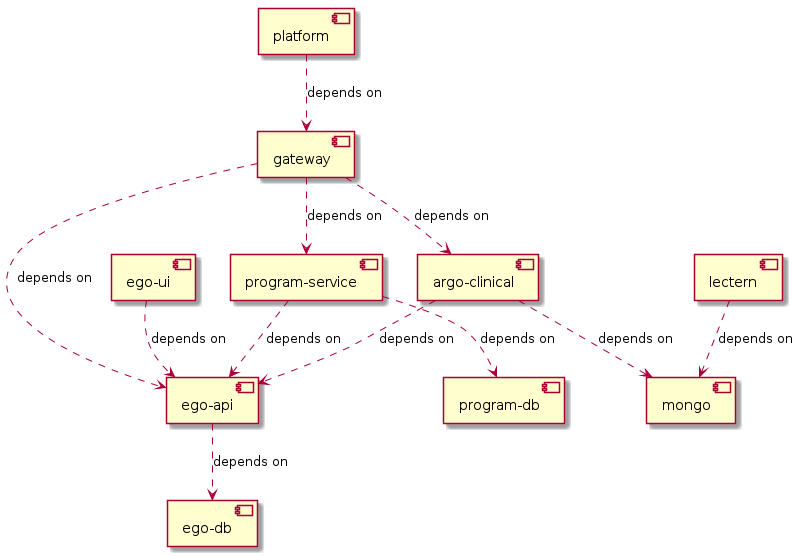 platform
depends on
gateway
depends on
depends on
depends on
ego-ui
program-service
argo-clinical
lectern
depends on
depends on
depends on
depends on
depends on
depends on
ego-api
program-db
mongo
depends on
ego-db